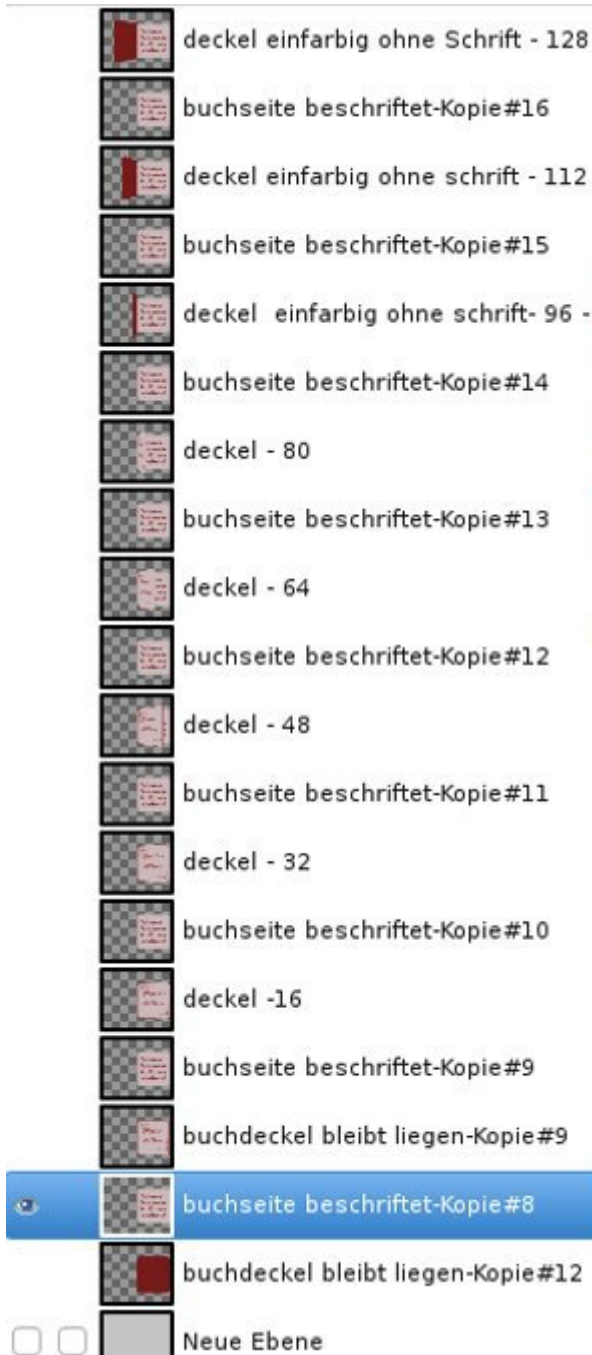 deckel einfarbig ohne Schrift - 128
buchseite beschriftet-Kopie#16
deckel einfarbig ohne schrift - 112
buchseite beschriftet-Kopie#15
deckel  einfarbig ohne schrift- 96 -
buchseite beschriftet-Kopie#14
deckel - 80
buchseite beschriftet-Kopie#13
deckel - 64
buchseite beschriftet-Kopie#12
deckel - 48
buchseite beschriftet-Kopie#11
deckel - 32
buchseite beschriftet-Kopie#10
deckel -16
buchseite beschriftet-Kopie#9
buchdeckel bleibt liegen-Kopie#9
buchseite beschriftet-Kopie#8
buchdeckel bleibt liegen-Kopie#12
Neue Ebene